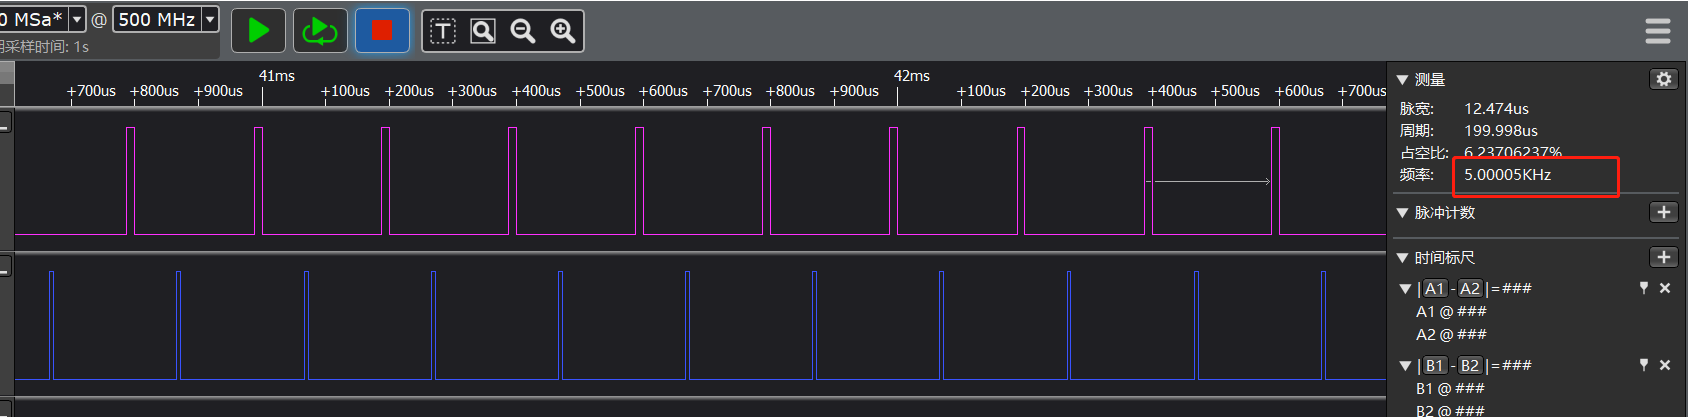 0 MSa* @ 500 MHz
采样时间: 1s
T
41ms 42ms
+700us +800us +900us +100us +200us +300us +400us +500us +600us +700us +800us +900us +100us +200us +300us +400us +500us +600us +700us
测量
脉宽: 12.474us
周期: 199.998us
占空比: 6.23706237%
频率: 5.00005KHz
脉冲计数
时间标尺
|A1-A2|=###
A1@###
A2@###
|B1-B2|=###
B1@###
B2@###